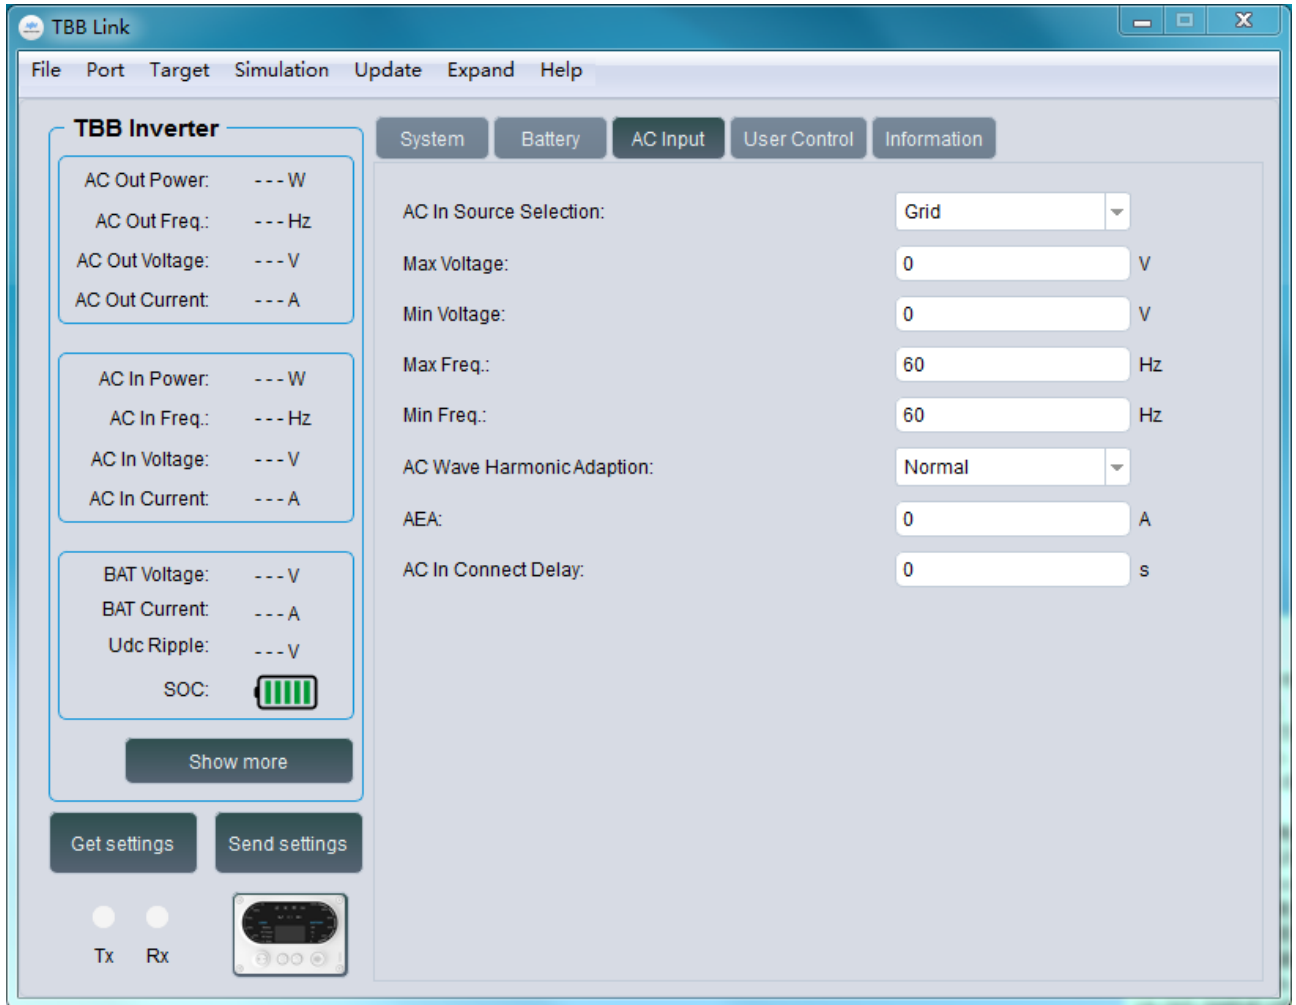 TBB Link
File Port Target Simulation Update Expand Help
TBB Inverter
AC Out Power: ---W
AC Out Freq.: ---Hz
AC Out Voltage: ---V
AC Out Current: ---A
AC In Power: ---W
AC In Freq.: ---Hz
AC In Voltage: ---V
AC In Current: ---A
BAT Voltage: ---V
BAT Current: ---A
Udc Ripple: ---V
SOC:
Show more
Get settings Send settings
Tx Rx
System Battery AC Input User Control Information
AC In Source Selection: Grid
Max Voltage: 0 V
Min Voltage: 0 V
Max Freq.: 60 Hz
Min Freq.: 60 Hz
AC Wave Harmonic Adaption: Normal
AEA: 0 A
AC In Connect Delay: 0 s